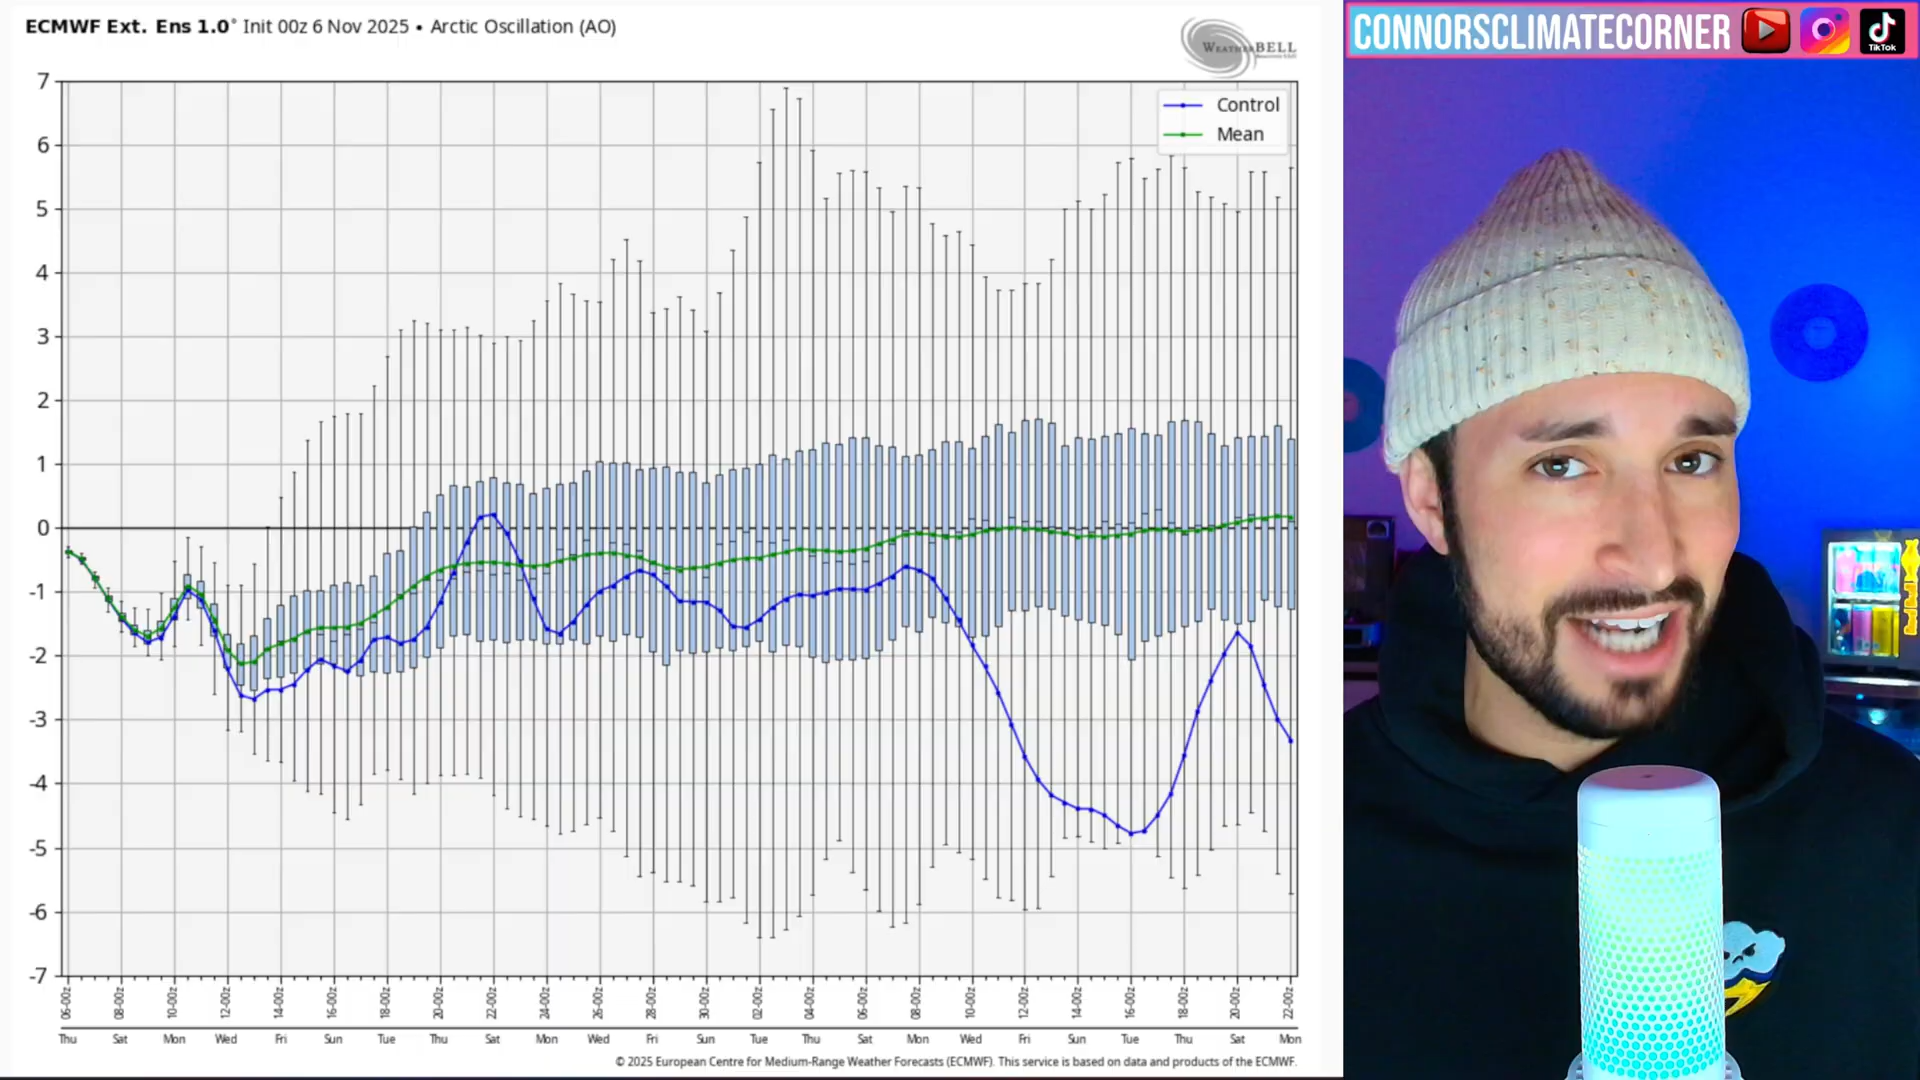 ECMWF Ext. Ens 1.0° Init 00z 6 Nov 2025 • Arctic Oscillation (AO)
WEATHERBELL
CONNORSCLIMATECORNER
TikTok
Control
Mean
7
6
5
4
3
2
1
0
-1
-2
-3
-4
-5
-6
-7
06-00z 08-00z 10-00z 12-00z 14-00z 16-00z 18-00z 20-00z 22-00z 24-00z 26-00z 28-00z 30-00z 02-00z 04-00z 06-00z 08-00z 10-00z 12-00z 14-00z 16-00z 18-00z 20-00z 22-00z
Thu Sat Mon Wed Fri Sun Tue Thu Sat Mon Wed Fri Sun Tue Thu Sat Mon Wed Fri Sun Tue Thu Sat Mon
© 2025 European Centre for Medium-Range Weather Forecasts (ECMWF). This service is based on data and products of the ECMWF.
Red Bull